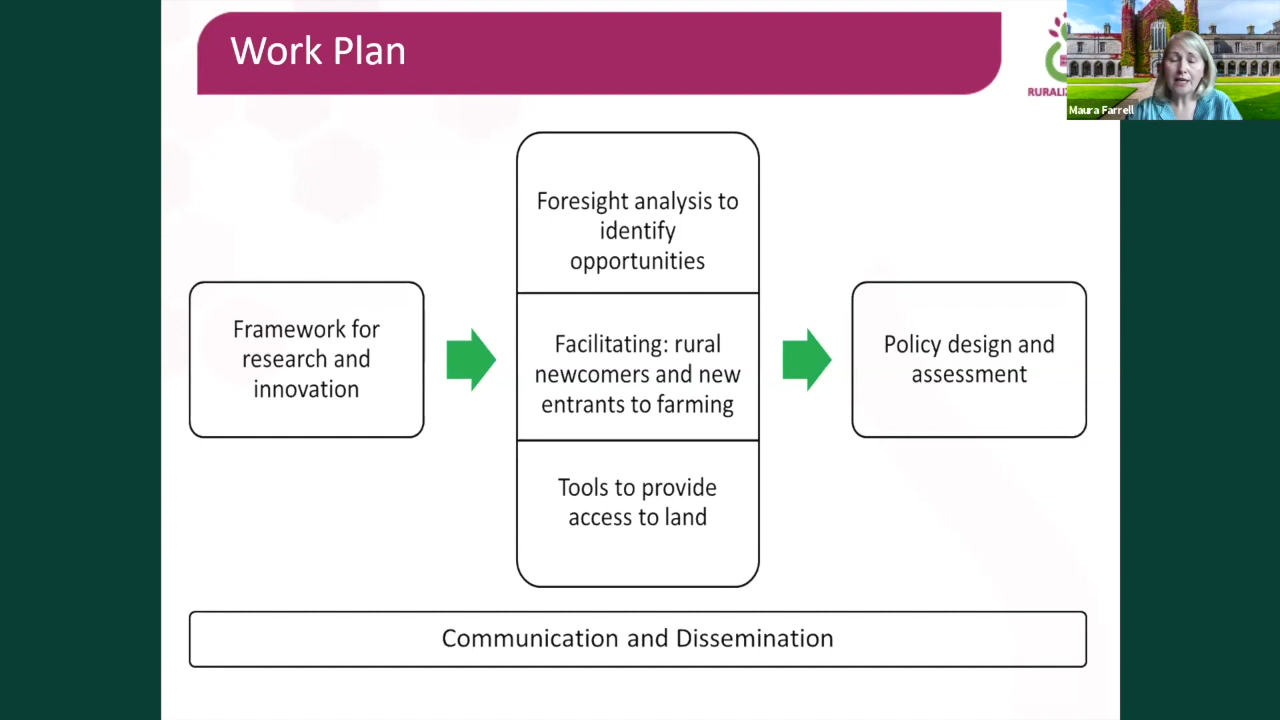 Work Plan
RURALIZ
Maura Farrell
Foresight analysis to
identify
opportunities
Framework for
research and
innovation
Facilitating: rural
newcomers and new
entrants to farming
Policy design and
assessment
Tools to provide
access to land
Communication and Dissemination